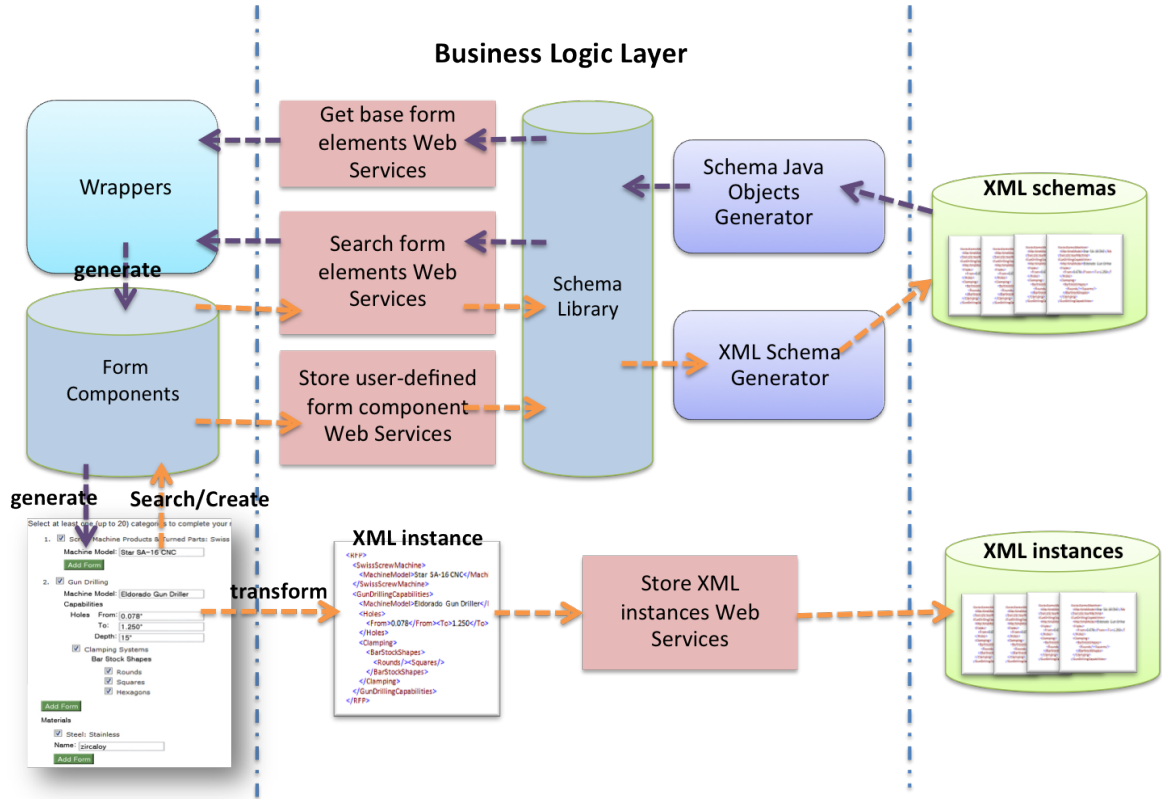 Business Logic Layer
Get base form
elements Web
Services
Wrappers
Schema Java
Objects
Generator
XML schemas
Search form
elements Web
Services
generate
Schema
Library
Form
Components
XML Schema
Generator
Store user-defined
form component
Web Services
generate
Search/Create
Select at least one (up to 20) categories to complete your
1. Screw Machine Products & Turned Parts: Swiss
Machine Model: Star SA-16 CNC
Add Form
2. Gun Drilling
Machine Model: Eldorado Gun Driller
Capabilities
Holes From: 0.078"
To: 1.250"
Depth: 15"
Clamping Systems
Bar Stock Shapes
Rounds
Squares
Hexagons
Add Form
Materials
Steel: Stainless
Name: zircaloy
Add Form
transform
XML instance
<RFP>
<SwissScrewMachine>
<MachineModel>Star SA-16 CNC</Mach
</SwissScrewMachine>
<GunDrillingCapabilities>
<MachineModel>Eldorado Gun Driller</
<Holes>
<From>0.078</From><To>1.250</To>
</Holes>
<Clamping>
<BarStockShapes>
<Rounds/><Squares/>
</BarStockShapes>
</Clamping>
</GunDrillingCapabilities>
</RFP>
Store XML
instances Web
Services
XML instances